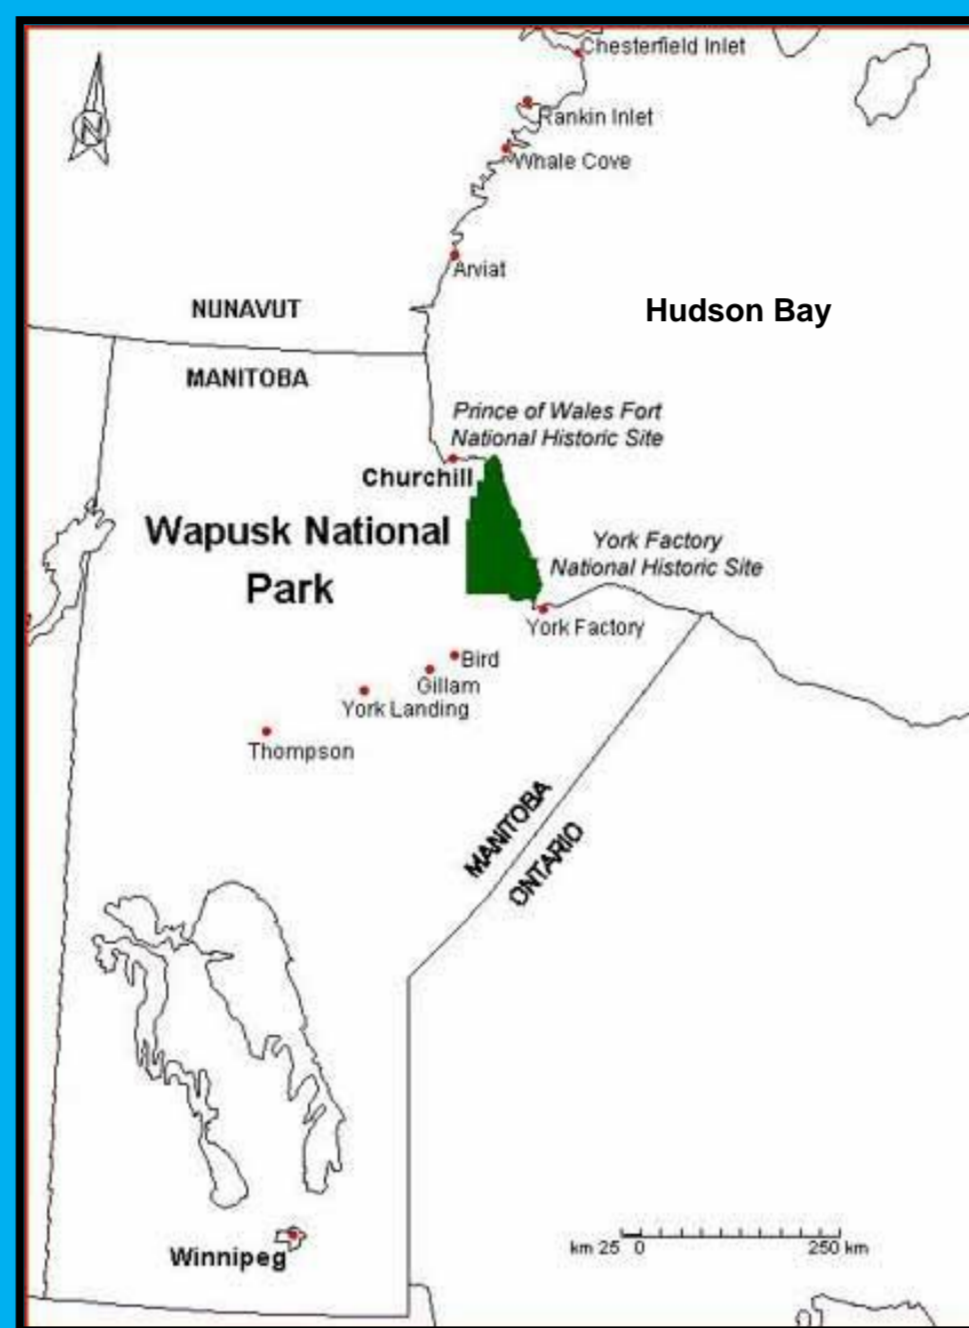 Chesterfield Inlet
Rankin Inlet
Whale Cove
Arviat
N
NUNAVUT
Hudson Bay
MANITOBA
Prince of Wales Fort
National Historic Site
Churchill
Wapusk National
Park
York Factory
National Historic Site
York Factory
Bird
Gillam
York Landing
Thompson
MANITOBA
ONTARIO
Winnipeg
km 25 0 250 km